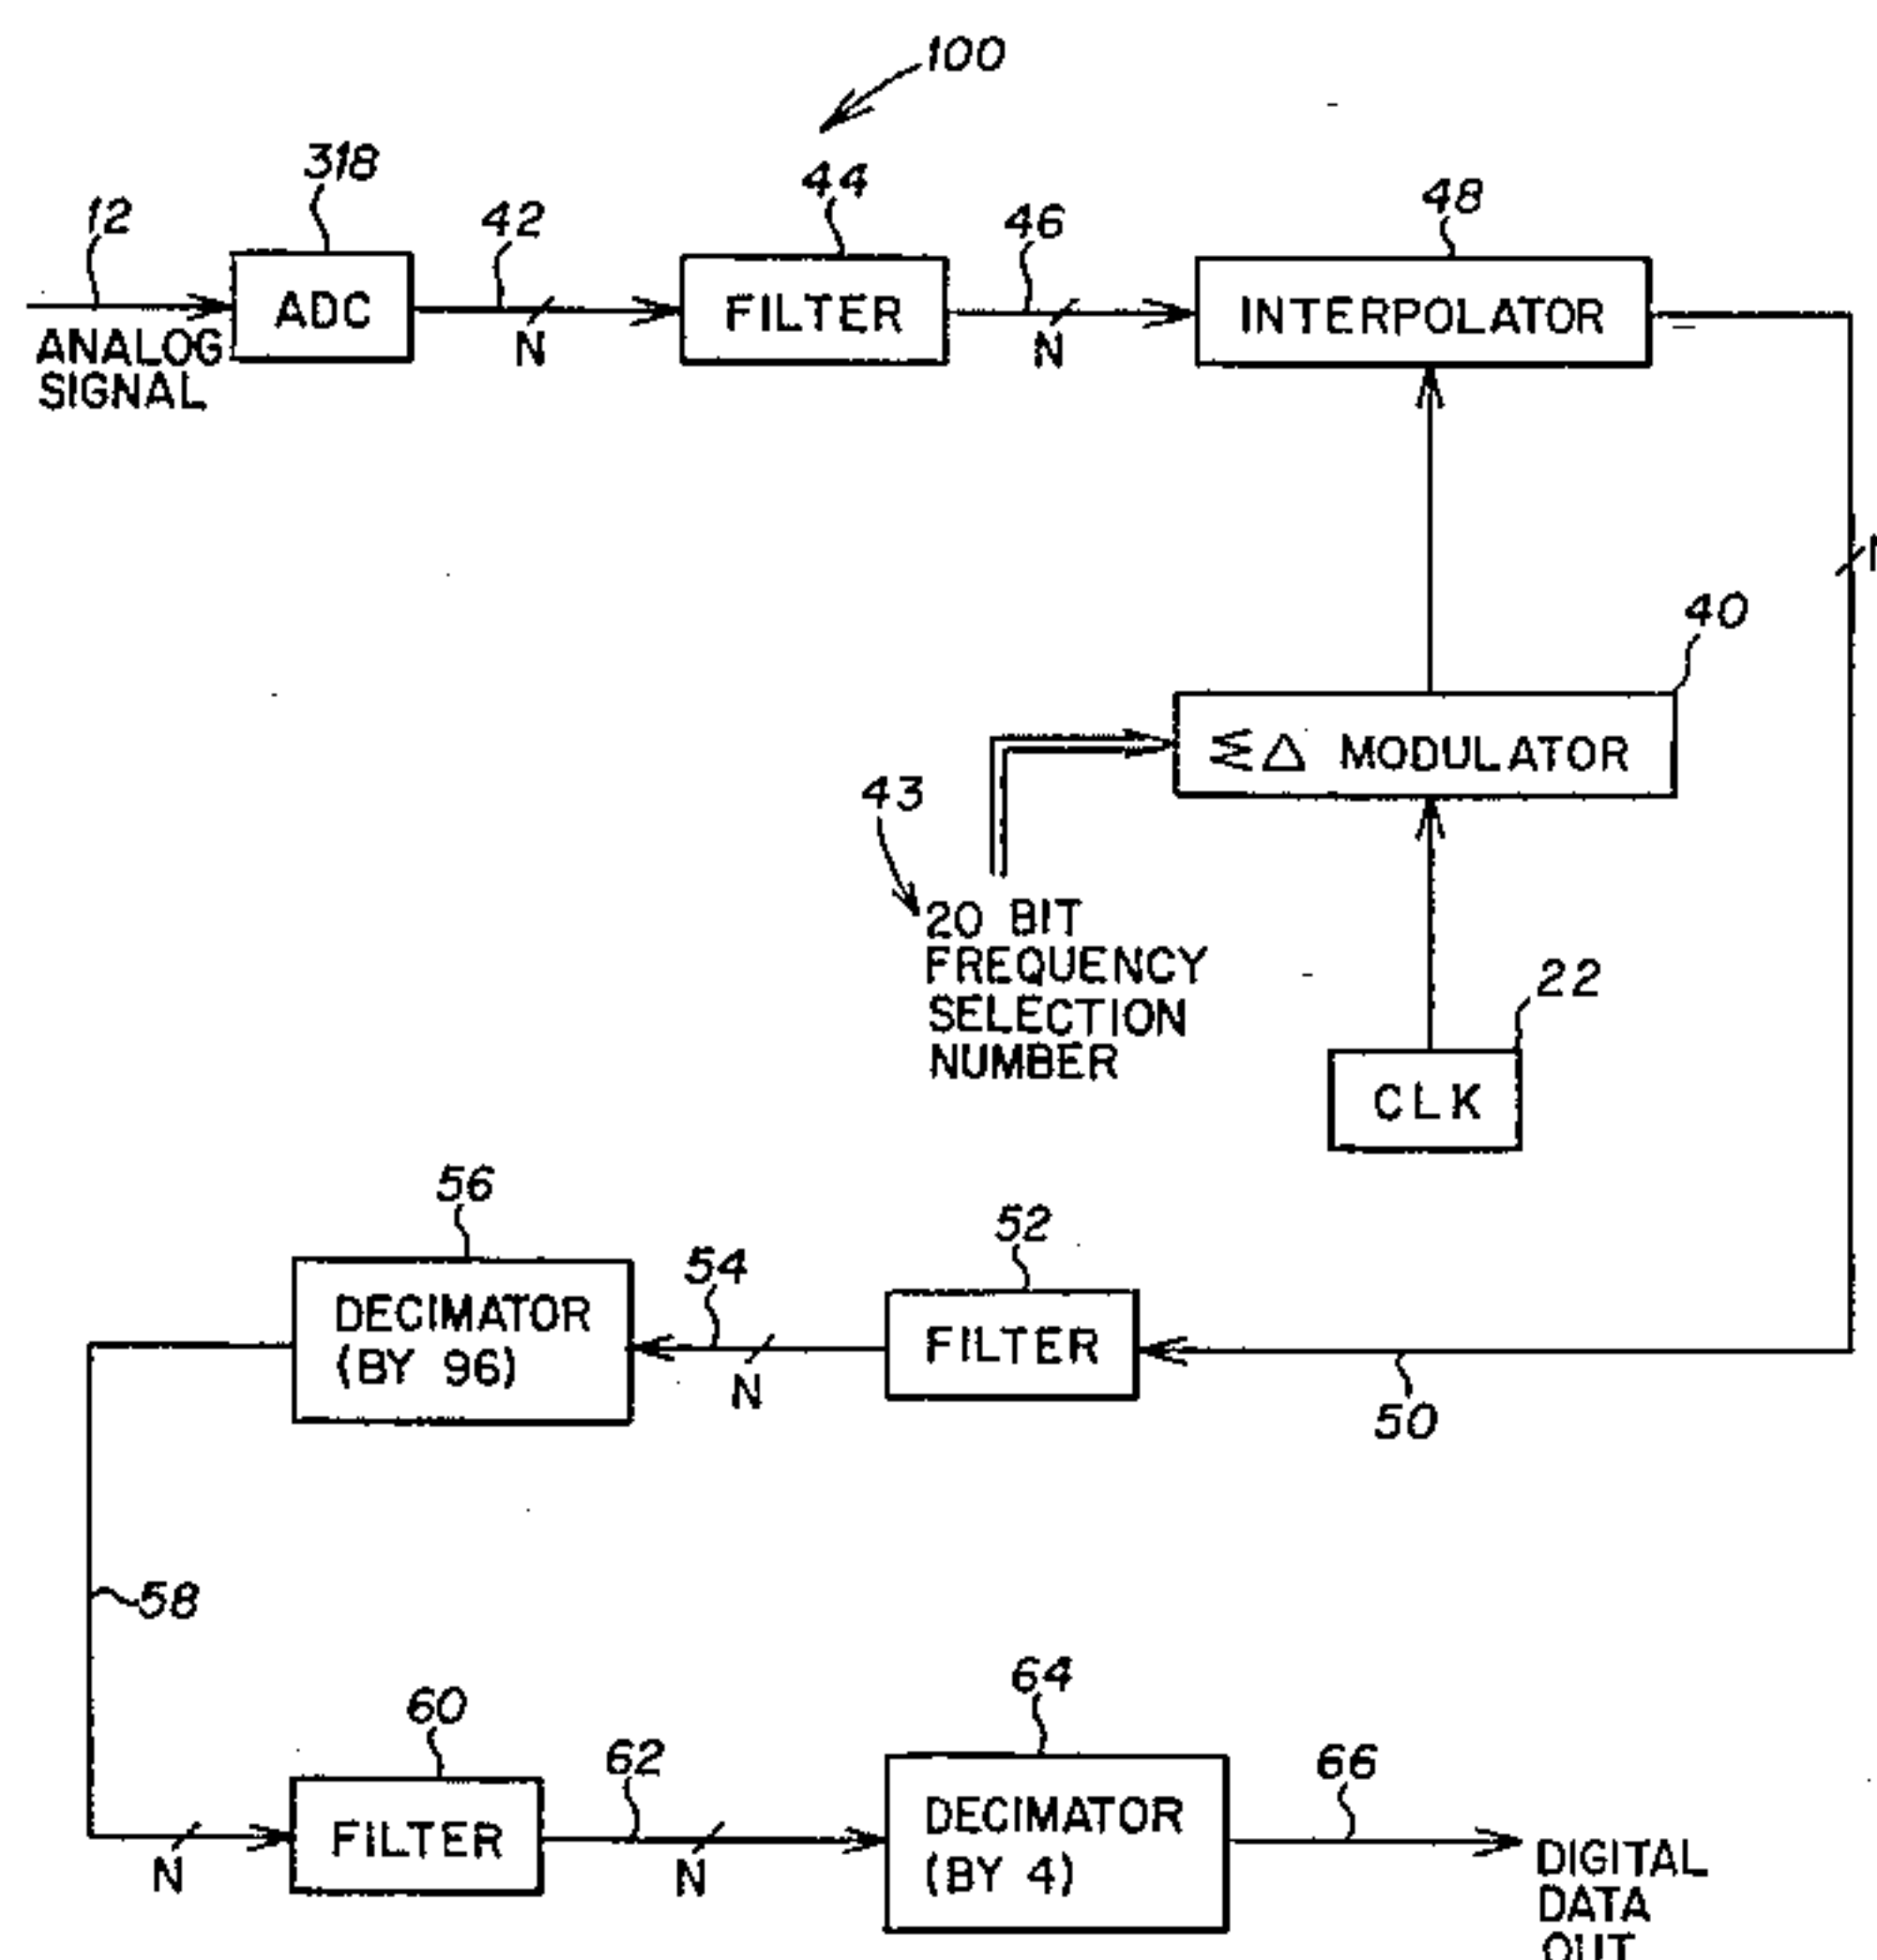 100
318
12
42
44
46
48
ADC
FILTER
INTERPOLATOR
N
N
ANALOG
SIGNAL
40
ΣΔ MODULATOR
43
20 BIT
FREQUENCY
SELECTION
NUMBER
22
CLK
56
54
52
DECIMATOR
(BY 96)
FILTER
N
50
58
60
62
64
66
N
FILTER
N
DECIMATOR
(BY 4)
DIGITAL
DATA
OUT